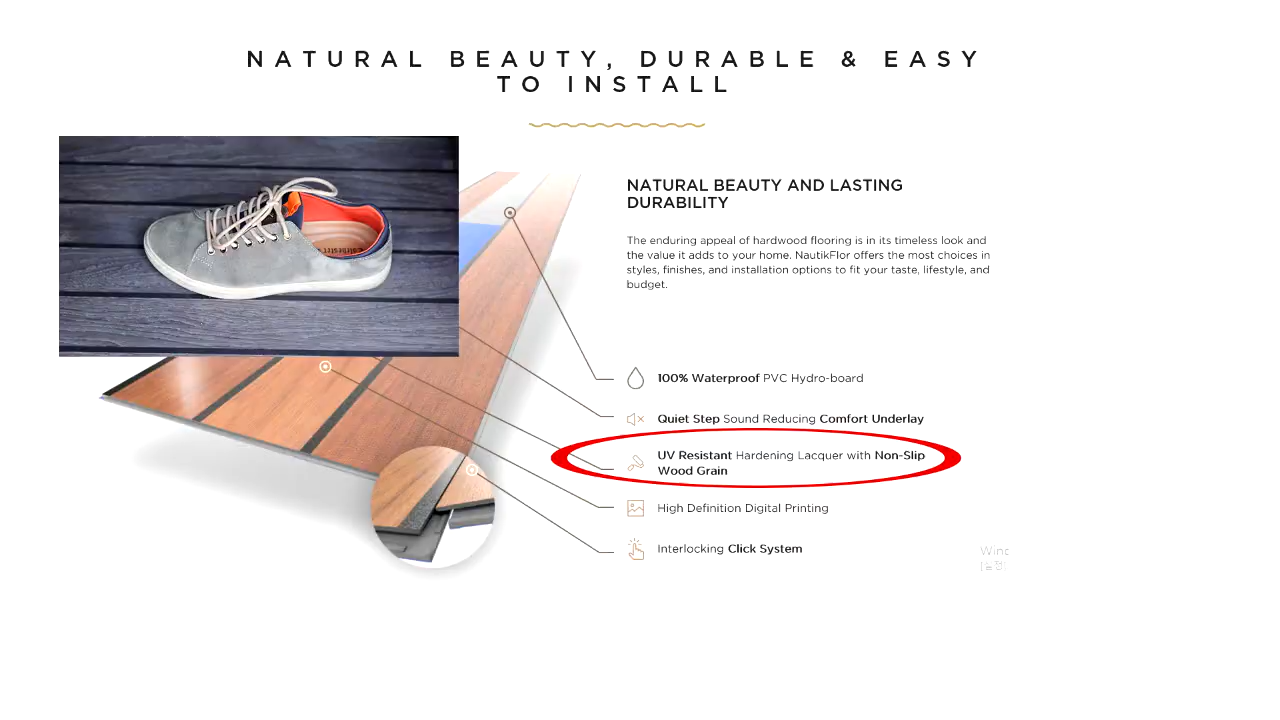 NATURAL BEAUTY, DURABLE & EASY
TO INSTALL
NATURAL BEAUTY AND LASTING
DURABILITY
The enduring appeal of hardwood flooring is in its timeless look and
the value it adds to your home. NautikFlor offers the most choices in
styles, finishes, and installation options to fit your taste, lifestyle, and
budget.
100% Waterproof PVC Hydro-board
Quiet Step Sound Reducing Comfort Underlay
UV Resistant Hardening Lacquer with Non-Slip
Wood Grain
High Definition Digital Printing
Interlocking Click System